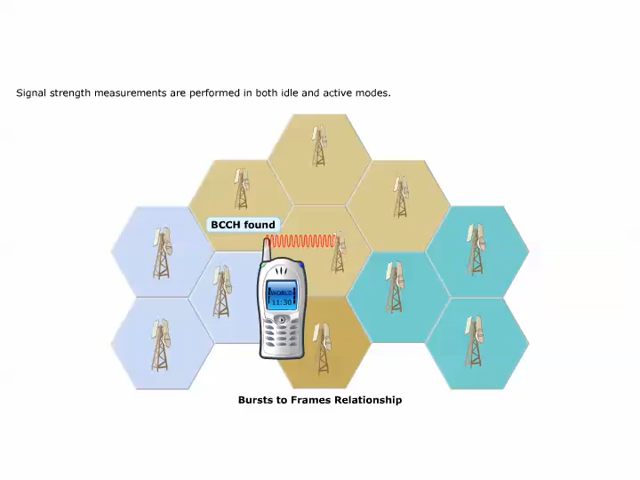 Signal strength measurements are performed in both idle and active modes.
BCCH found
WORLD
11:30
Bursts to Frames Relationship